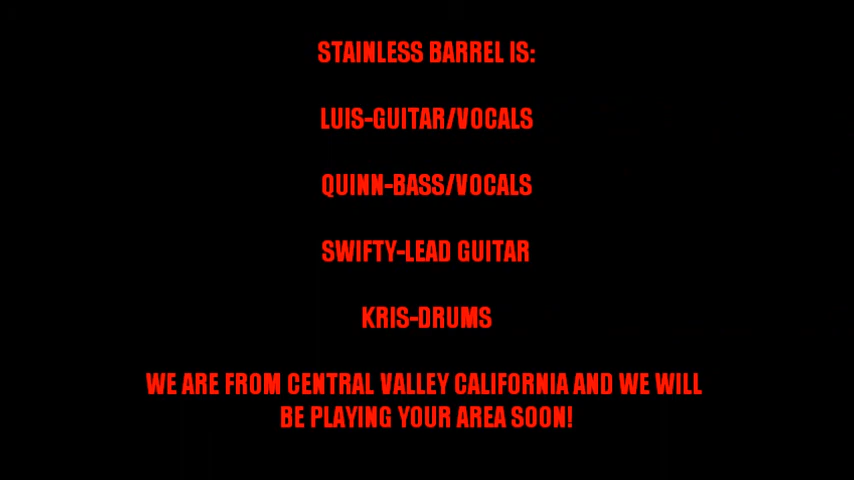 STAINLESS BARREL IS:
LUIS-GUITAR/VOCALS
QUINN-BASS/VOCALS
SWIFTY-LEAD GUITAR
KRIS-DRUMS
WE ARE FROM CENTRAL VALLEY CALIFORNIA AND WE WILL
BE PLAYING YOUR AREA SOON!